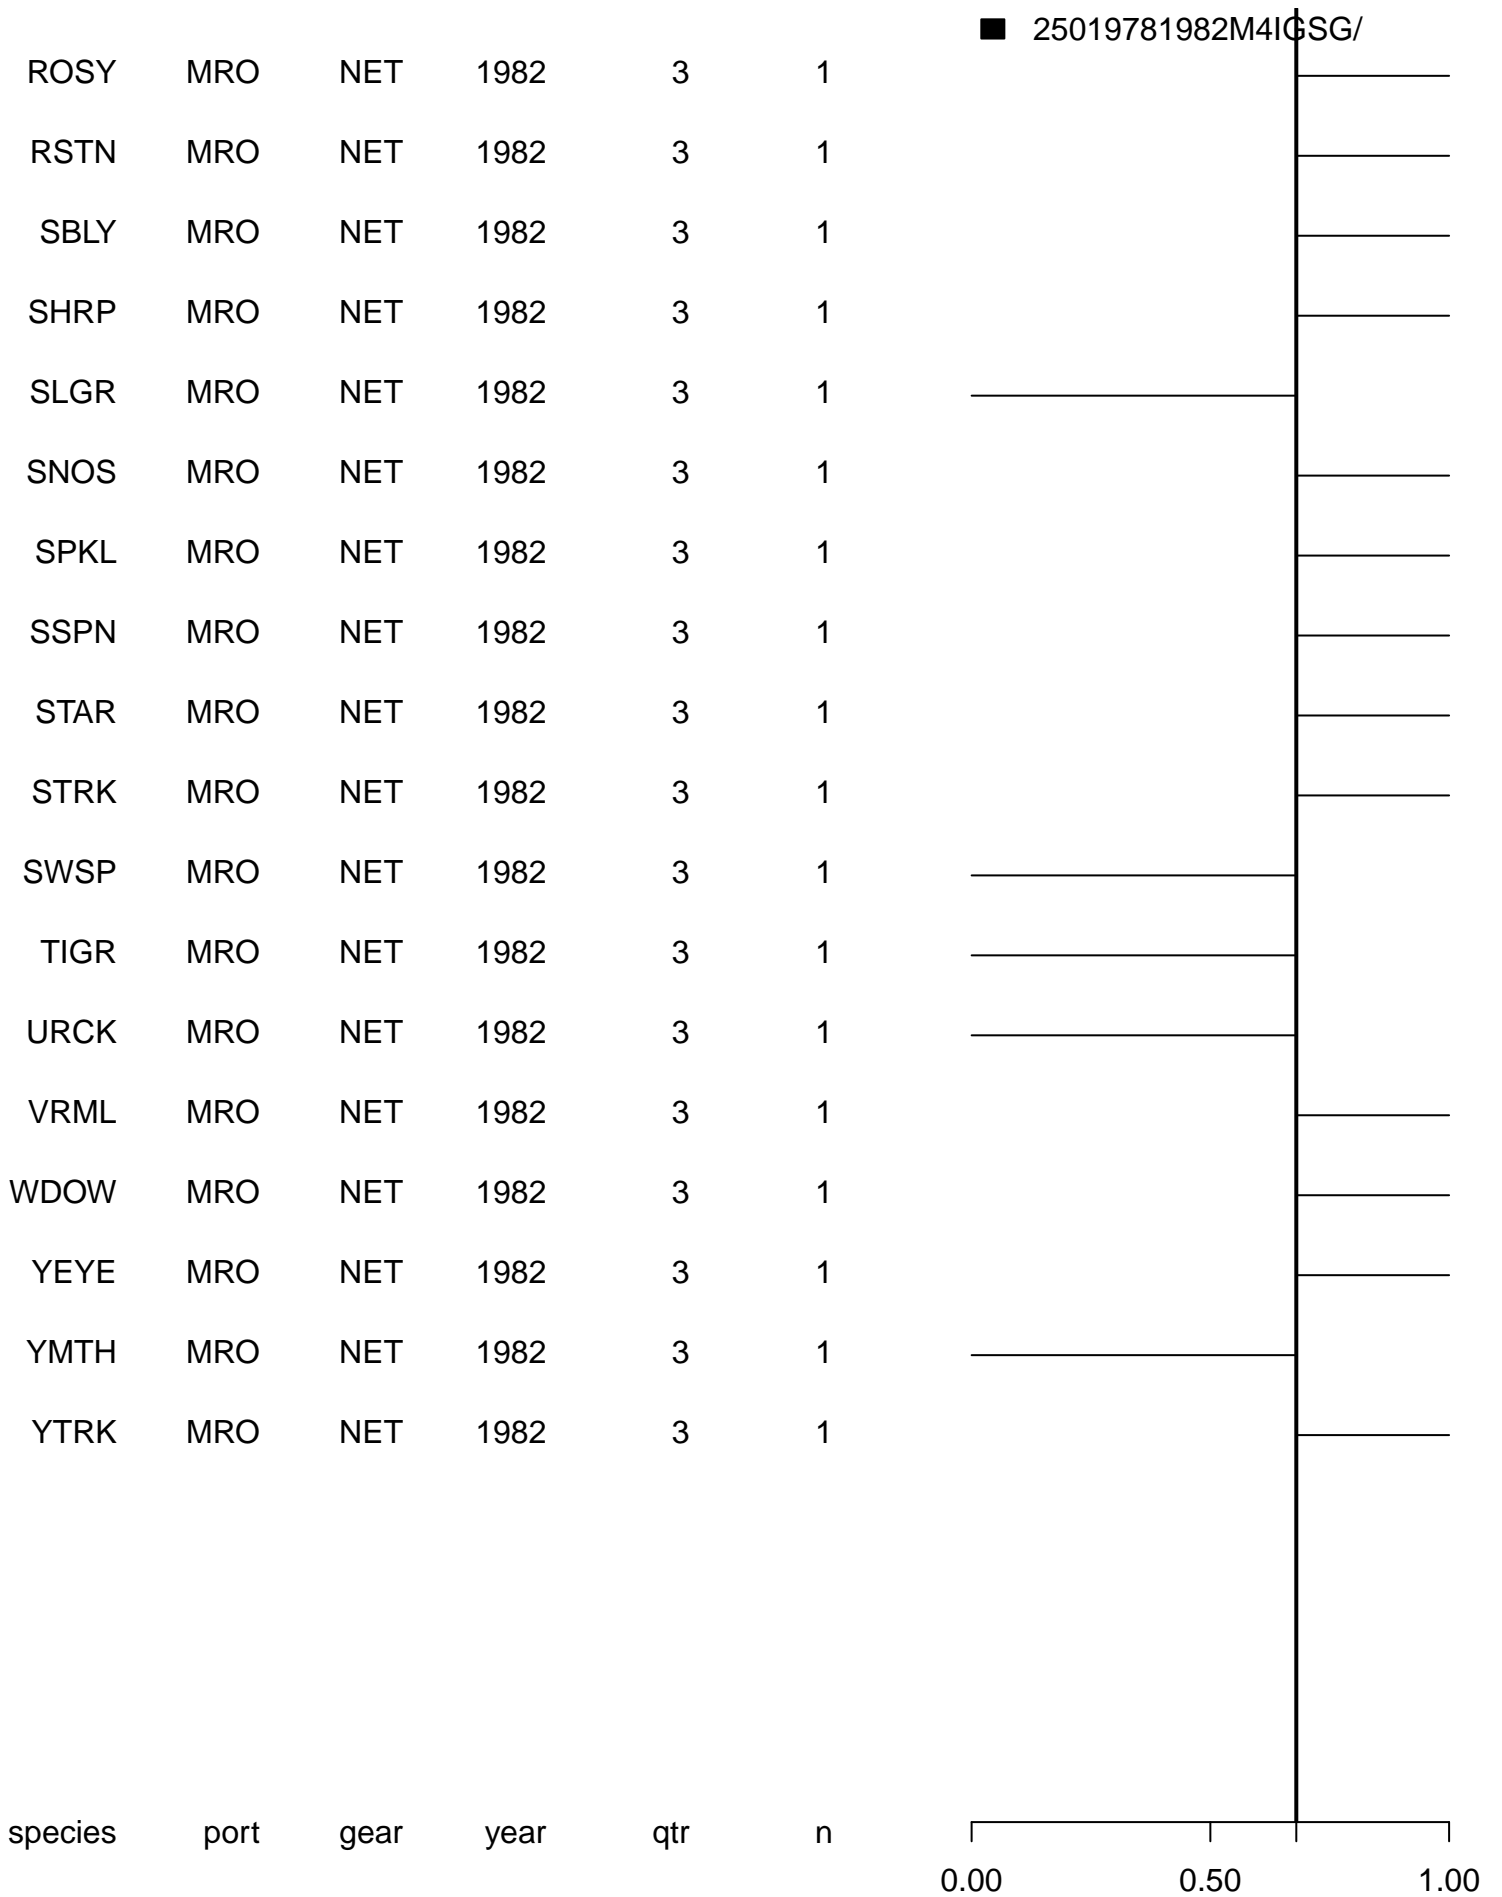 25019781982M4IGSG/
ROSY MRO NET 1982 3 1
RSTN MRO NET 1982 3 1
SBLY MRO NET 1982 3 1
SHRP MRO NET 1982 3 1
SLGR MRO NET 1982 3 1
SNOS MRO NET 1982 3 1
SPKL MRO NET 1982 3 1
SSPN MRO NET 1982 3 1
STAR MRO NET 1982 3 1
STRK MRO NET 1982 3 1
SWSP MRO NET 1982 3 1
TIGR MRO NET 1982 3 1
URCK MRO NET 1982 3 1
VRML MRO NET 1982 3 1
WDOW MRO NET 1982 3 1
YEYE MRO NET 1982 3 1
YMTH MRO NET 1982 3 1
YTRK MRO NET 1982 3 1
species port gear year qtr n
0.00 0.50 1.00